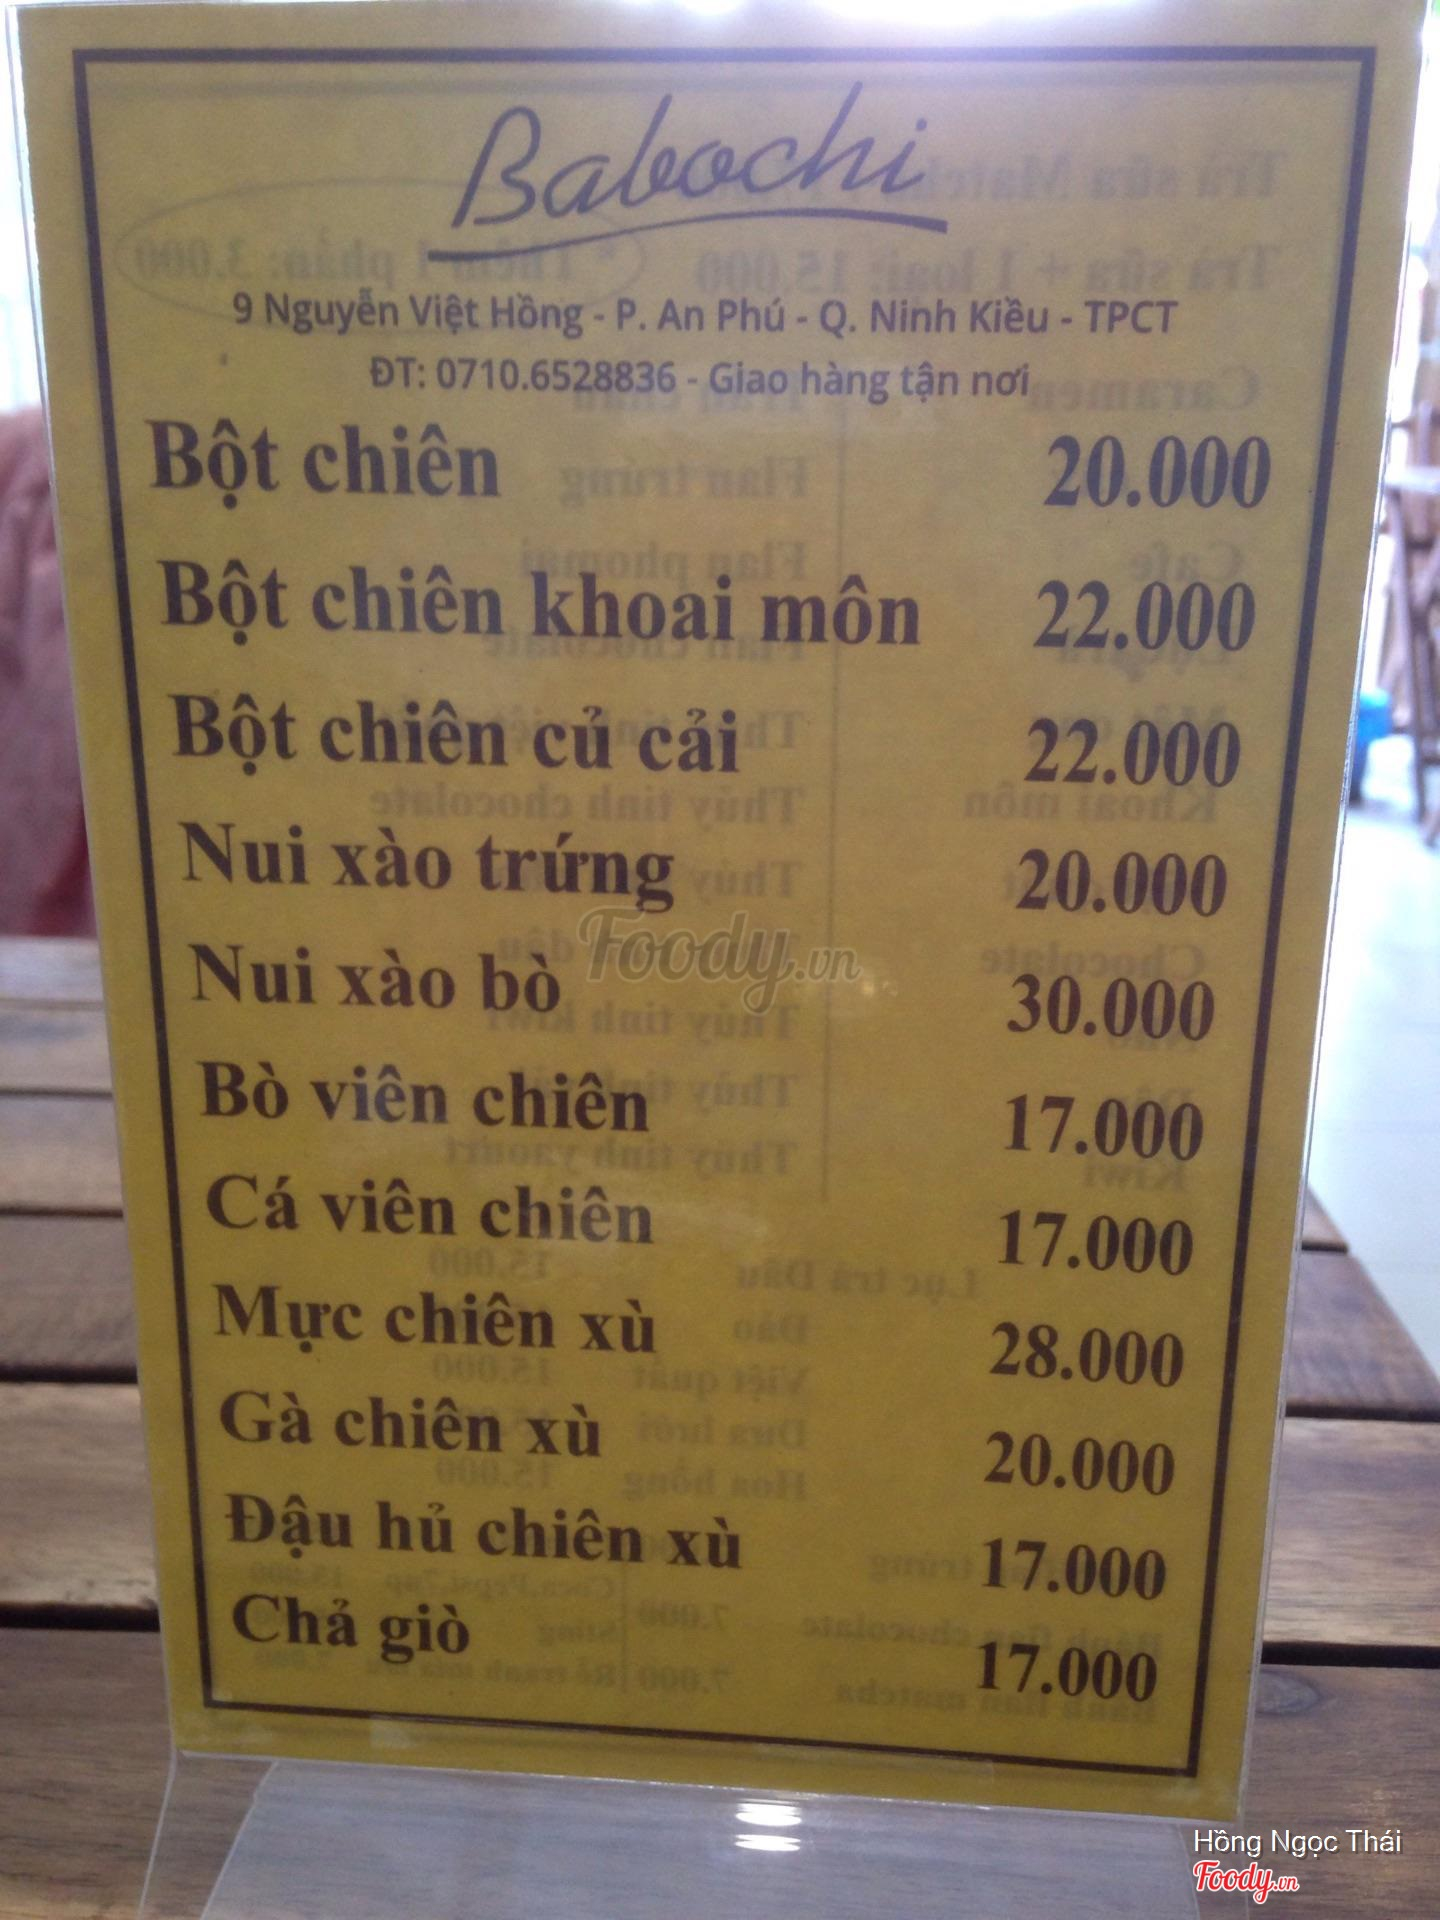 Babochi
9 Nguyễn Việt Hồng - P. An Phú - Q. Ninh Kiều - TPCT
ĐT: 0710.6528836 - Giao hàng tận nơi
Bột chiên 20.000
Bột chiên khoai môn 22.000
Bột chiên củ cải 22.000
Nui xào trứng 20.000
Nui xào bò 30.000
Bò viên chiên 17.000
Cá viên chiên 17.000
Mực chiên xù 28.000
Gà chiên xù 20.000
Đậu hủ chiên xù 17.000
Chả giò 17.000
Foody.vn
Hồng Ngọc Thái
Foody.vn